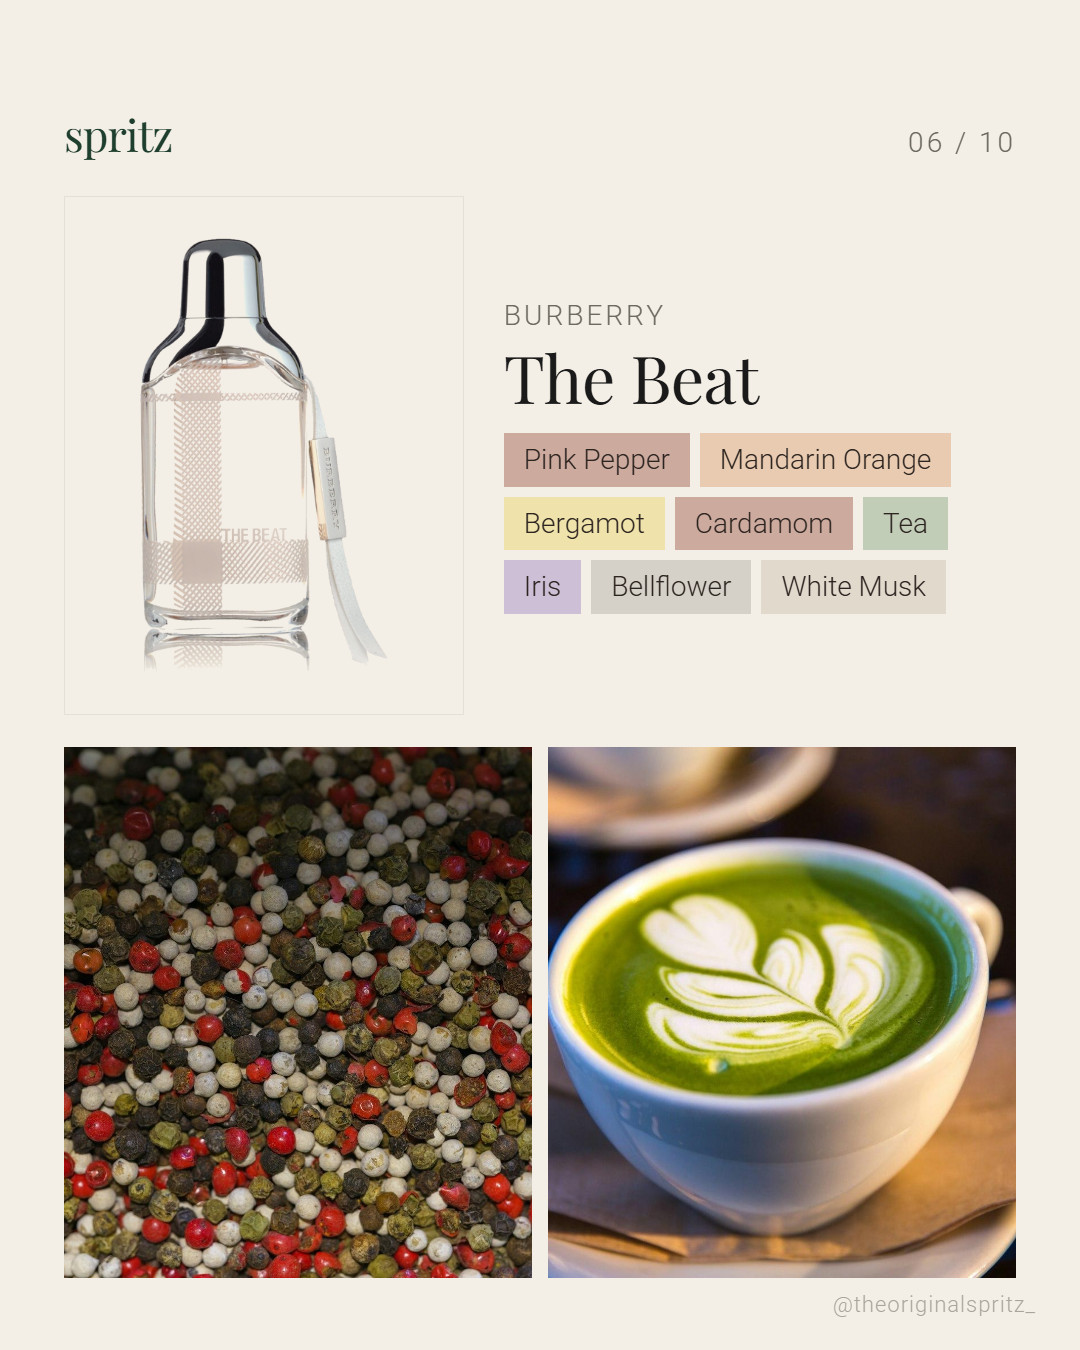 spritz
06 / 10
BURBERRY
The Beat
Pink Pepper
Mandarin Orange
Bergamot
Cardamom
Tea
Iris
Bellflower
White Musk
THE BEAT
BURBERRY
@theoriginalspritz_